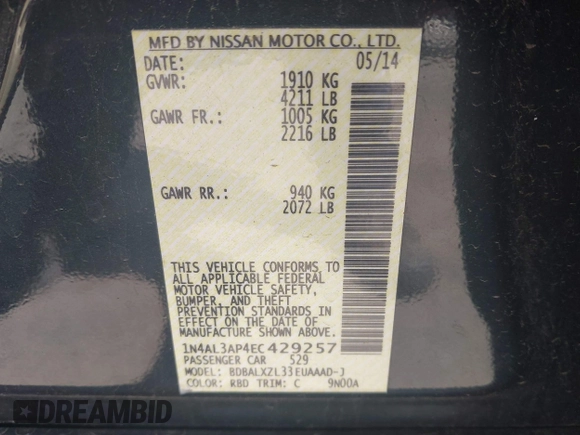 MFD BY NISSAN MOTOR CO., LTD.
DATE: 05/14
GVWR: 1910 KG
4211 LB
GAWR FR.: 1005 KG
2216 LB
GAWR RR.: 940 KG
2072 LB
THIS VEHICLE CONFORMS TO
ALL APPLICABLE FEDERAL
MOTOR VEHICLE SAFETY,
BUMPER, AND THEFT
PREVENTION STANDARDS IN
EFFECT ON THE DATE OF
MANUFACTURE SHOWN ABOVE.
1N4AL3AP4EC429257
PASSENGER CAR 529
MODEL: BDBALXZL33EUAAAD-J
COLOR: RBD TRIM: C 9N00A
DREAMBID